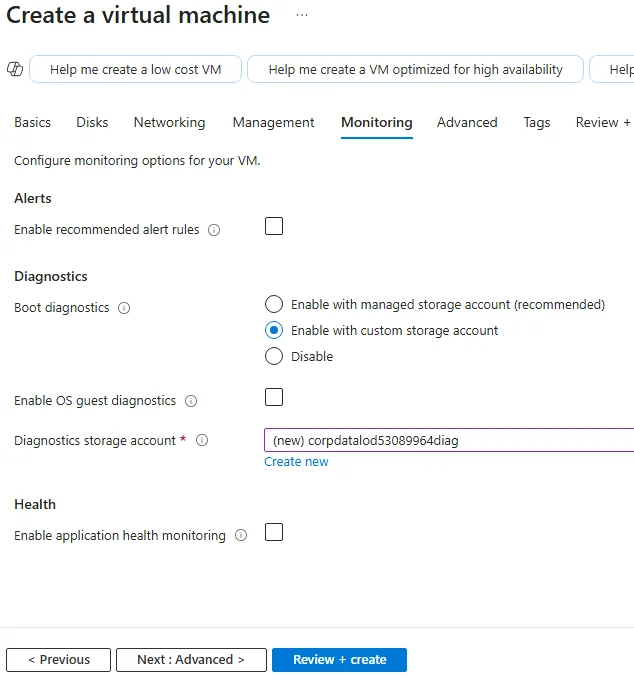 Create a virtual machine ...
Help me create a low cost VM Help me create a VM optimized for high availability Help
Basics Disks Networking Management Monitoring Advanced Tags Review +
Configure monitoring options for your VM.
Alerts
Enable recommended alert rules
Diagnostics
Boot diagnostics Enable with managed storage account (recommended)
Enable with custom storage account
Disable
Enable OS guest diagnostics
Diagnostics storage account * (new) corpdatalod53089964diag
Create new
Health
Enable application health monitoring
< Previous Next : Advanced > Review + create